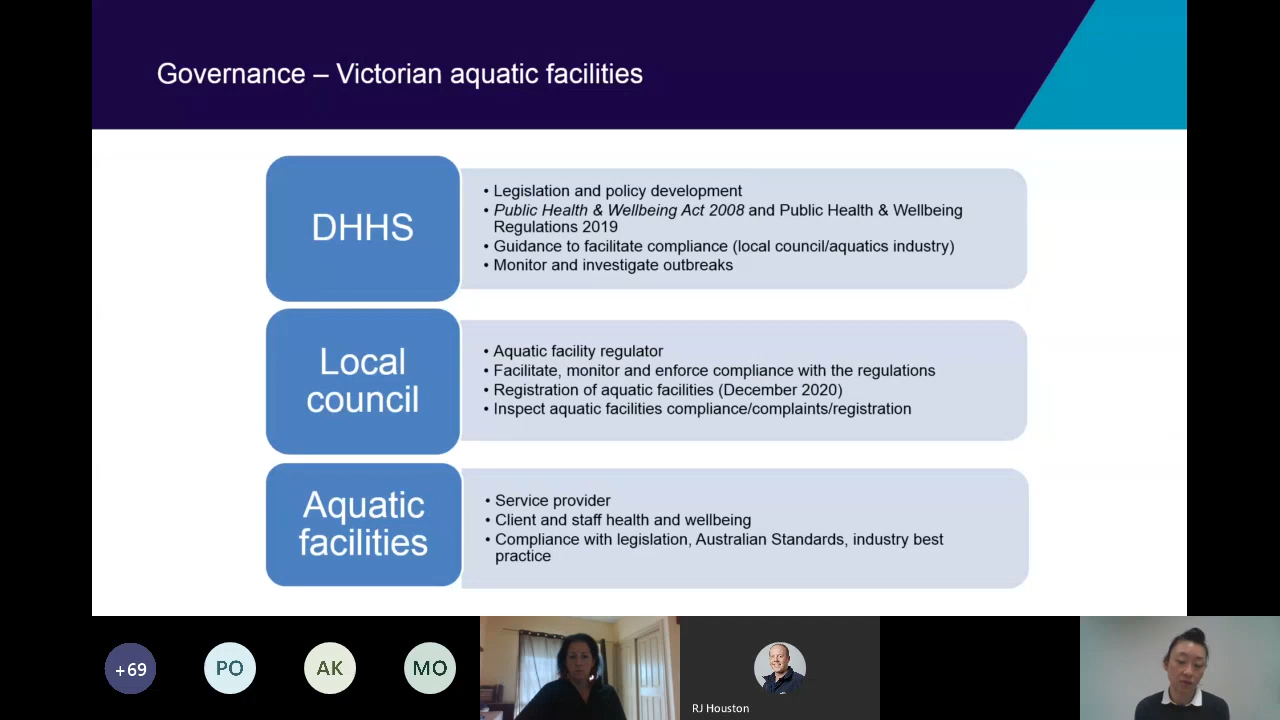 Governance – Victorian aquatic facilities
DHHS
• Legislation and policy development
• Public Health & Wellbeing Act 2008 and Public Health & Wellbeing
Regulations 2019
• Guidance to facilitate compliance (local council/aquatics industry)
• Monitor and investigate outbreaks
Local
council
• Aquatic facility regulator
• Facilitate, monitor and enforce compliance with the regulations
• Registration of aquatic facilities (December 2020)
• Inspect aquatic facilities compliance/complaints/registration
Aquatic
facilities
• Service provider
• Client and staff health and wellbeing
• Compliance with legislation, Australian Standards, industry best
practice
+69
PO
AK
MO
RJ Houston